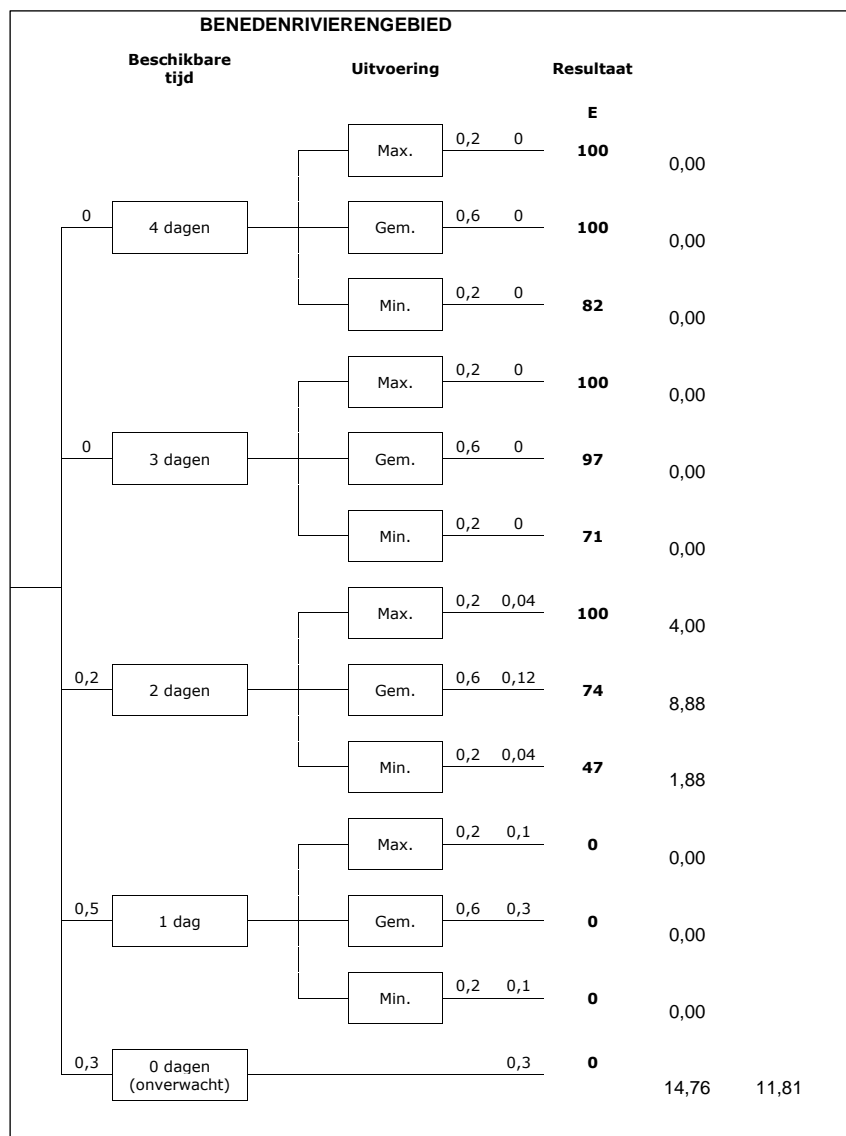 BENEDENRIVIERENGEBIED
Beschikbare tijd Uitvoering Resultaat
E
Max. 0,2 0 100 0,00
0 4 dagen Gem. 0,6 0 100 0,00
Min. 0,2 0 82 0,00
Max. 0,2 0 100 0,00
0 3 dagen Gem. 0,6 0 97 0,00
Min. 0,2 0 71 0,00
Max. 0,2 0,04 100 4,00
0,2 2 dagen Gem. 0,6 0,12 74 8,88
Min. 0,2 0,04 47 1,88
Max. 0,2 0,1 0 0,00
0,5 1 dag Gem. 0,6 0,3 0 0,00
Min. 0,2 0,1 0 0,00
0,3 0 dagen 0,3 0
(onverwacht)
14,76 11,81